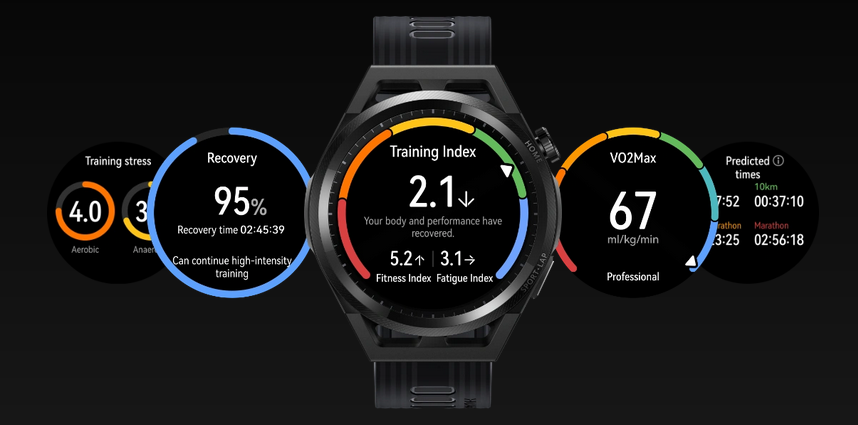 Training stress
4.0
3
Aerobic
Anaer
Recovery
95%
Recovery time 02:45:39
Can continue high-intensity
training
Training Index
2.1↓
Your body and performance have
recovered.
5.2↑ | 3.1→
Fitness Index Fatigue Index
HOME
SPORT·LAP
VO2Max
67
ml/kg/min
Professional
Predicted ⓘ
times
10km
7:52 00:37:10
rathon Marathon
3:25 02:56:18